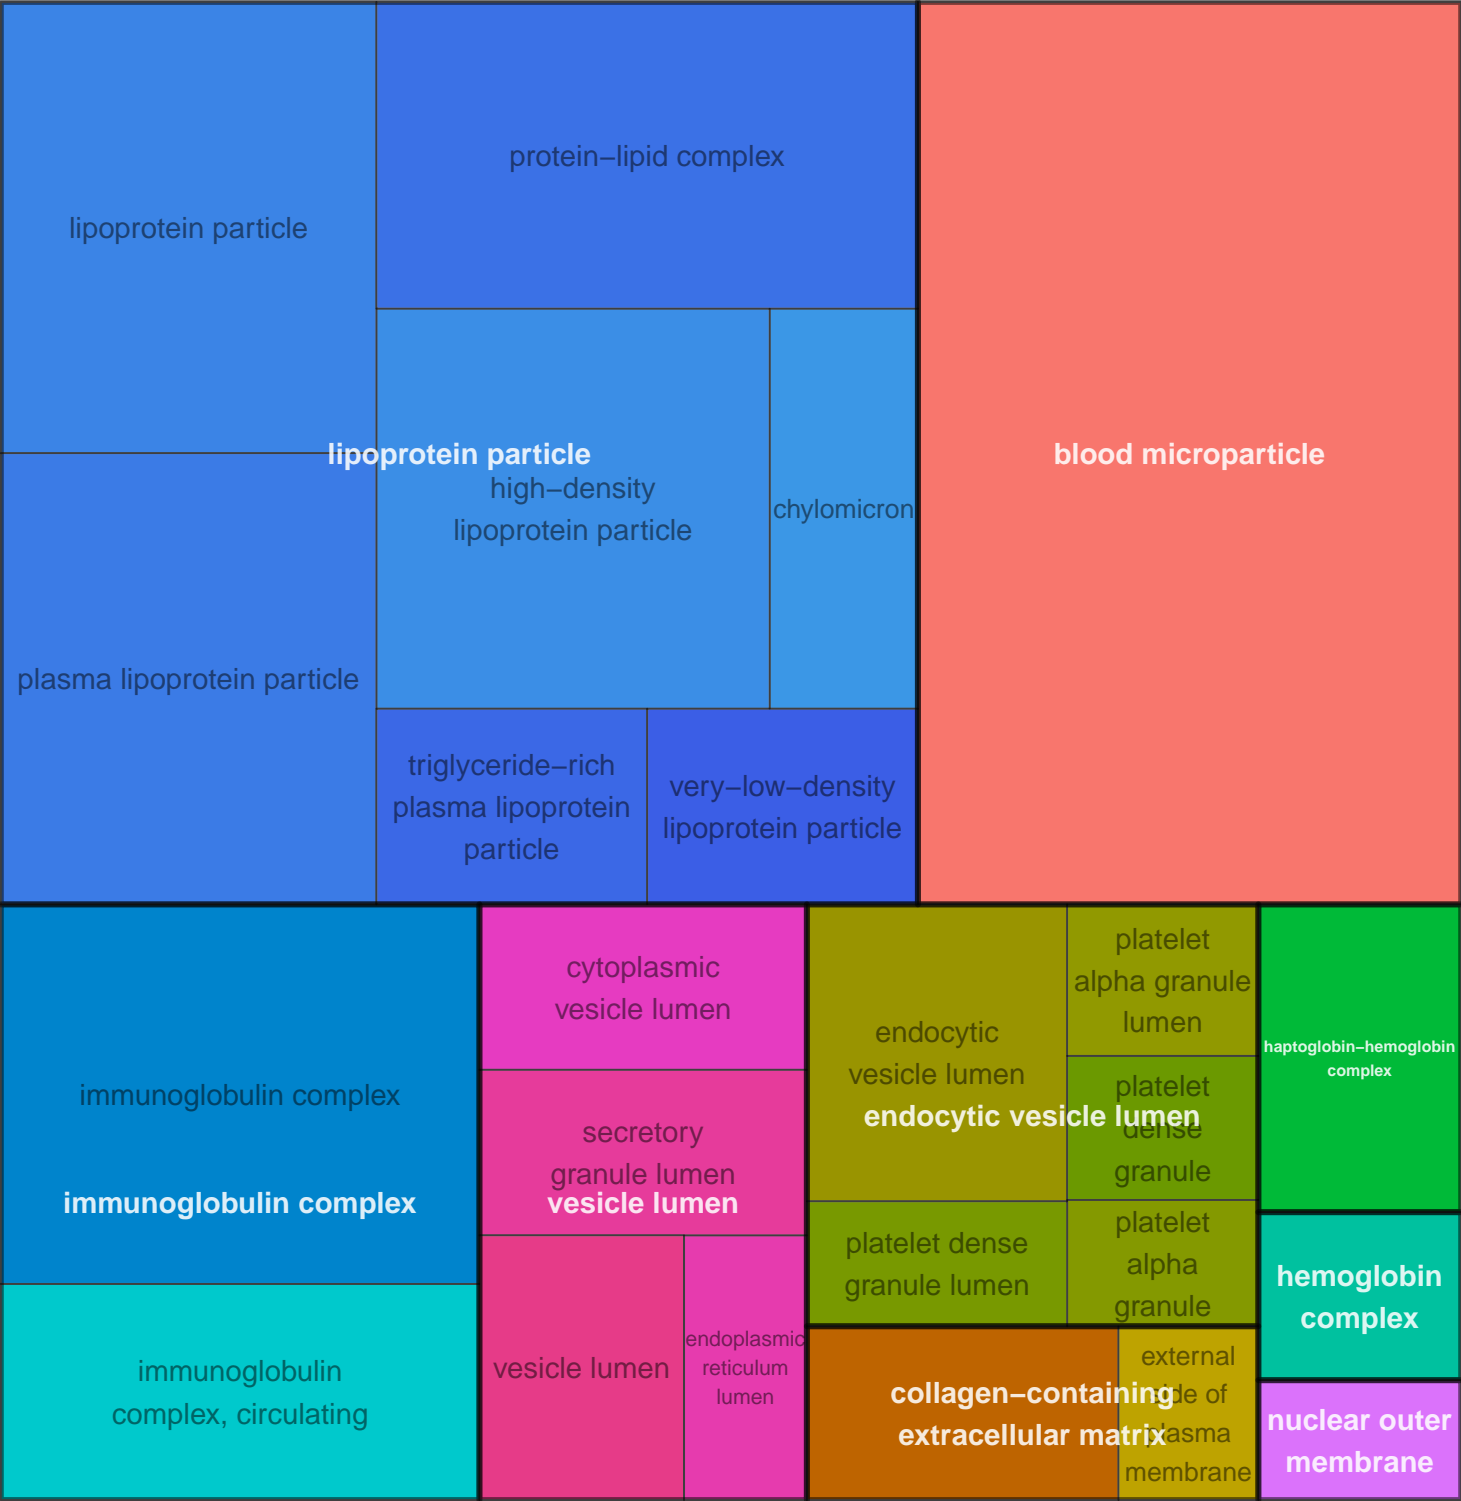 protein–lipid complex
lipoprotein particle
lipoprotein particle
blood microparticle
high–density
lipoprotein particle
chylomicron
plasma lipoprotein particle
triglyceride–rich
plasma lipoprotein
particle
very–low–density
lipoprotein particle
immunoglobulin complex
immunoglobulin complex
immunoglobulin
complex, circulating
cytoplasmic
vesicle lumen
secretory
granule lumen
vesicle lumen
vesicle lumen
endoplasmic
reticulum
lumen
endocytic
vesicle lumen
endocytic vesicle lumen
platelet
alpha granule
lumen
platelet
dense
granule
platelet dense
granule lumen
platelet
alpha
granule
collagen–containing
extracellular matrix
external
side of
plasma
membrane
haptoglobin–hemoglobin
complex
hemoglobin
complex
nuclear outer
membrane